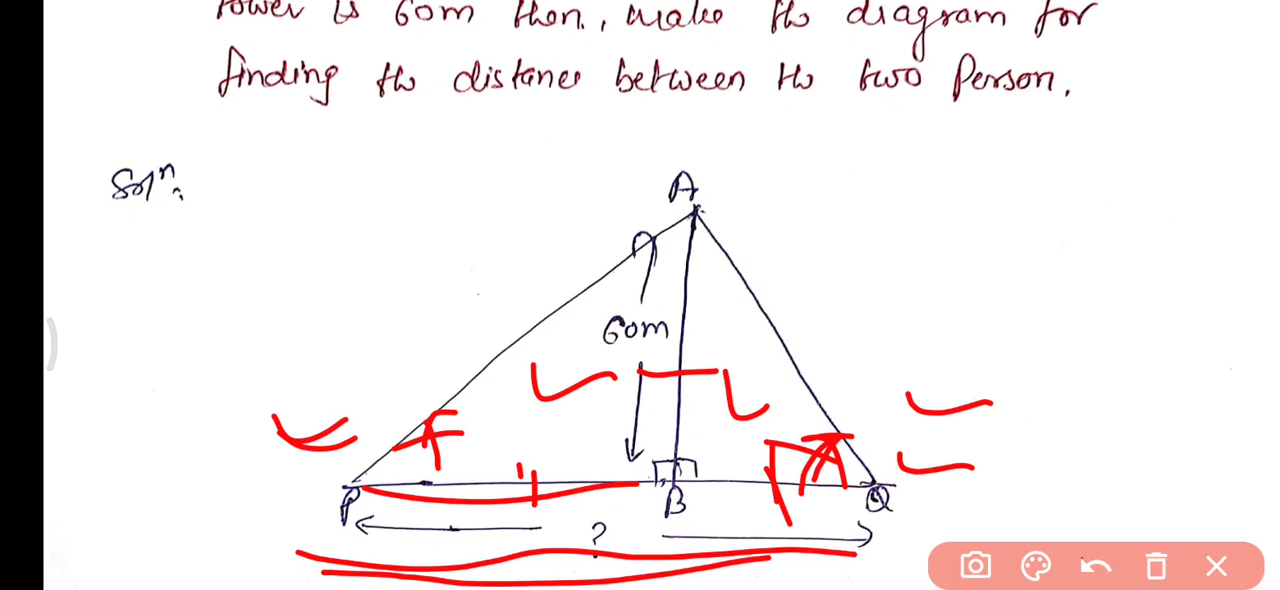 Tower is 60m then, make the diagram for
finding the distance between the two Person.
Solⁿ:
A
60m
P
B
Q
?